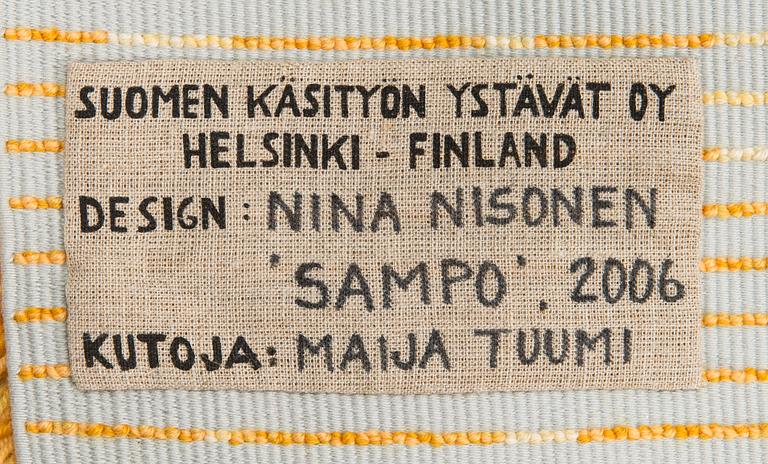 SUOMEN KÄSITYÖN YSTÄVÄT OY
HELSINKI - FINLAND
DESIGN: NINA NISONEN
'SAMPO', 2006
KUTOJA: MAIJA TUUMI